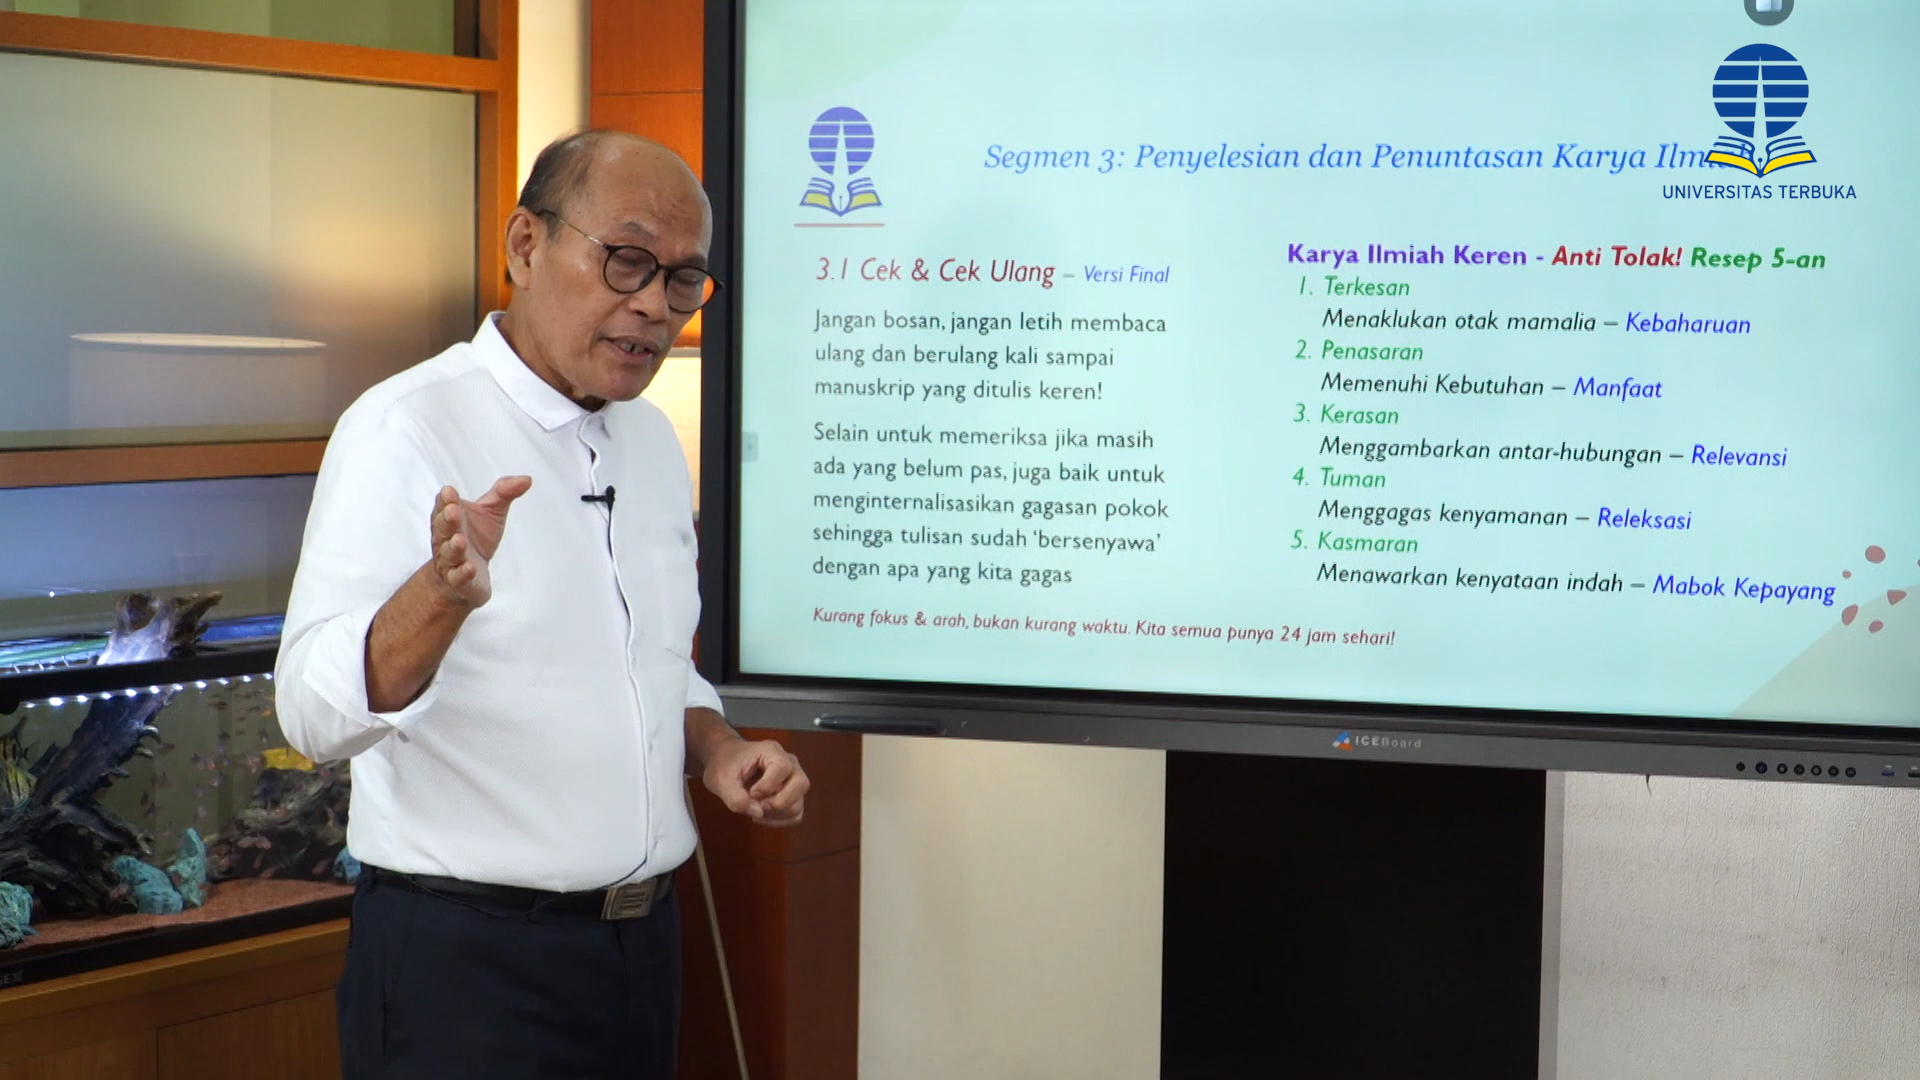 UNIVERSITAS TERBUKA
Segmen 3: Penyelesian dan Penuntasan Karya
3.1 Cek & Cek Ulang – Versi Final
Jangan bosan, jangan letih membaca
ulang dan berulang kali sampai
manuskrip yang ditulis keren!
Selain untuk memeriksa jika masih
ada yang belum pas, juga baik untuk
menginternalisasikan gagasan pokok
sehingga tulisan sudah ‘bersenyawa’
dengan apa yang kita gagas
Karya Ilmiah Keren - Anti Tolak! Resep 5-an
1. Terkesan
Menaklukan otak mamalia – Kebaharuan
2. Penasaran
Memenuhi Kebutuhan – Manfaat
3. Kerasan
Menggambarkan antar-hubungan – Relevansi
4. Tuman
Menggagas kenyamanan – Releksasi
5. Kasmaran
Menawarkan kenyataan indah – Mabok Kepayang
Kurang fokus & arah, bukan kurang waktu. Kita semua punya 24 jam sehari!
ICEBoard